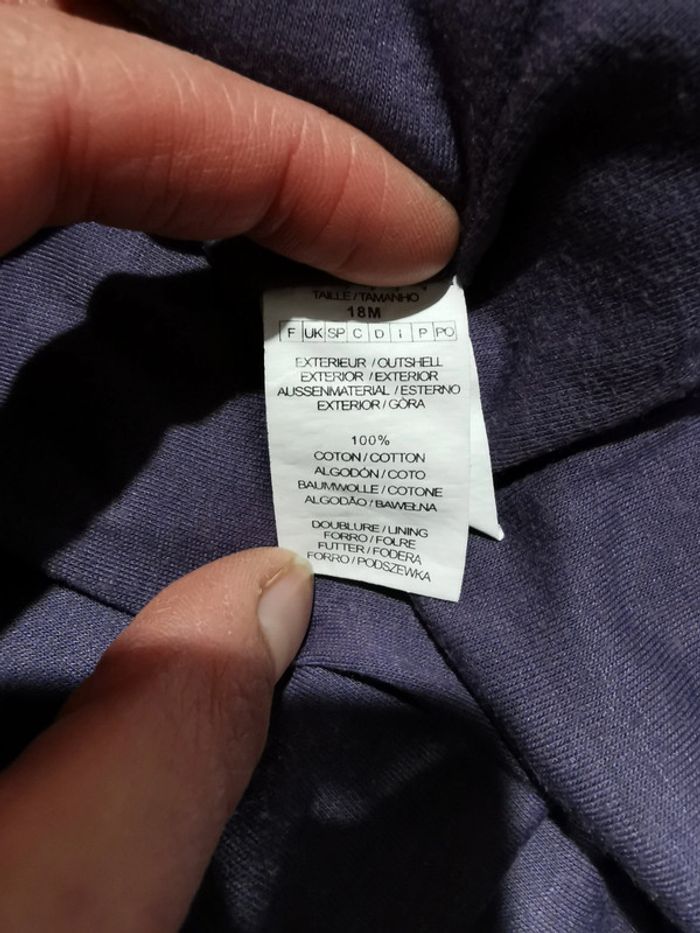 TAILLE / TAMANHO
18M
F UK SP C D I P PO
EXTERIEUR / OUTSHELL
EXTERIOR / EXTERIOR
AUSSENMATERIAL / ESTERNO
EXTERIOR / GÓRA
100%
COTON / COTTON
ALGODÓN / COTO
BAUMWOLLE / COTONE
ALGODÃO / BAWEŁNA
DOUBLURE / LINING
FORRO / FOLRE
FUTTER / FODERA
FORRO / PODSZEWKA